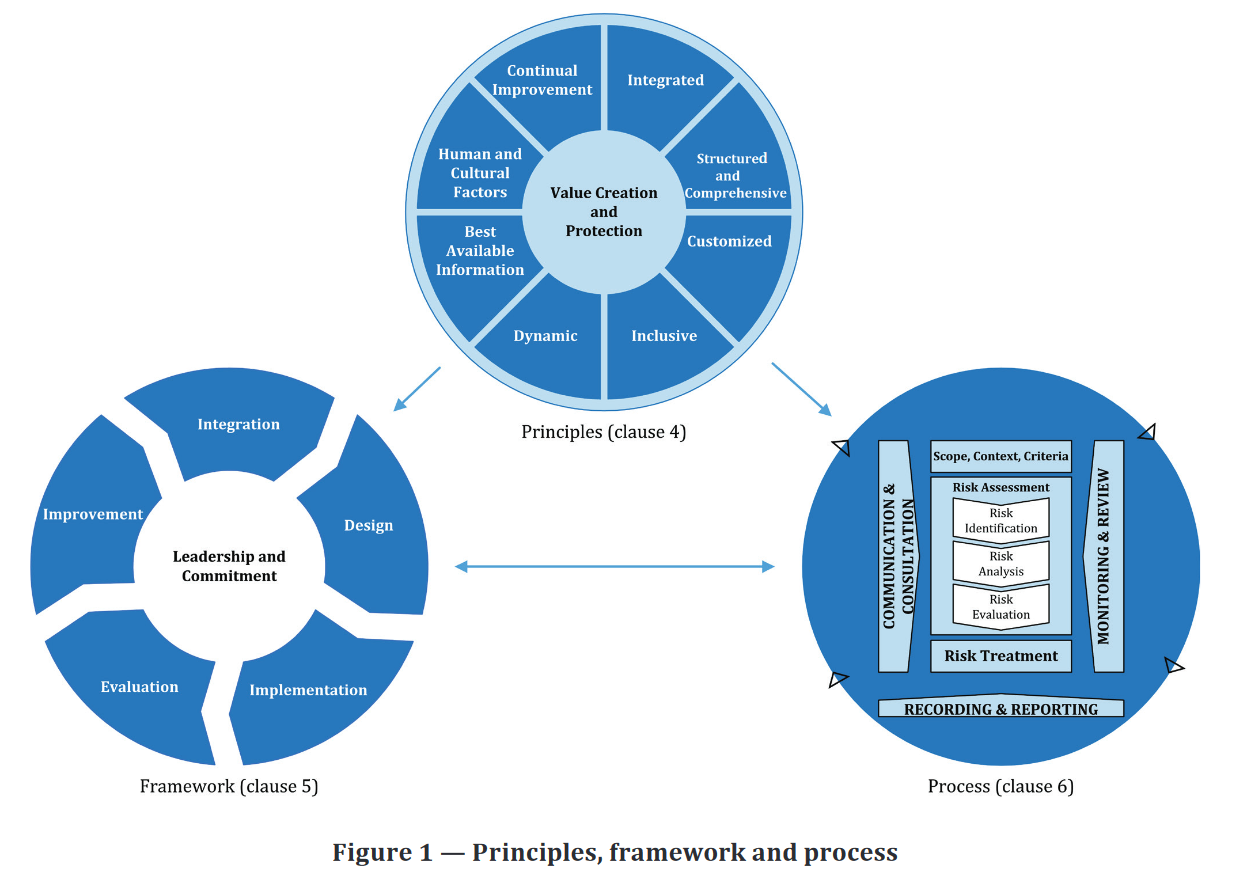 Continual
Improvement
Integrated
Structured
and
Comprehensive
Customized
Inclusive
Dynamic
Best
Available
Information
Human and
Cultural
Factors
Value Creation
and
Protection
Principles (clause 4)
Integration
Design
Implementation
Evaluation
Improvement
Leadership and
Commitment
Framework (clause 5)
Scope, Context, Criteria
Risk Assessment
Risk
Identification
Risk
Analysis
Risk
Evaluation
Risk Treatment
COMMUNICATION &
CONSULTATION
MONITORING & REVIEW
RECORDING & REPORTING
Process (clause 6)
Figure 1 — Principles, framework and process